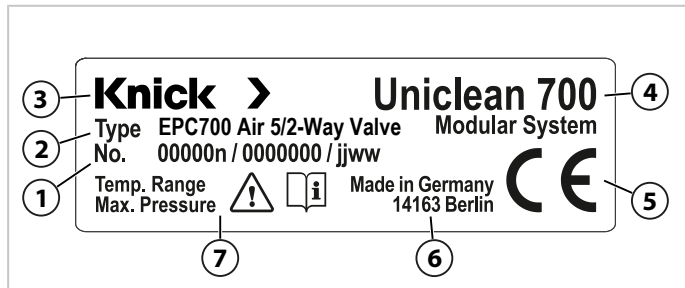 Knick >
Uniclean 700
Modular System
Type EPC700 Air 5/2-Way Valve
No. 00000n / 0000000 / jjww
Temp. Range
Max. Pressure
Made in Germany
14163 Berlin
CE
1
2
3
4
5
6
7